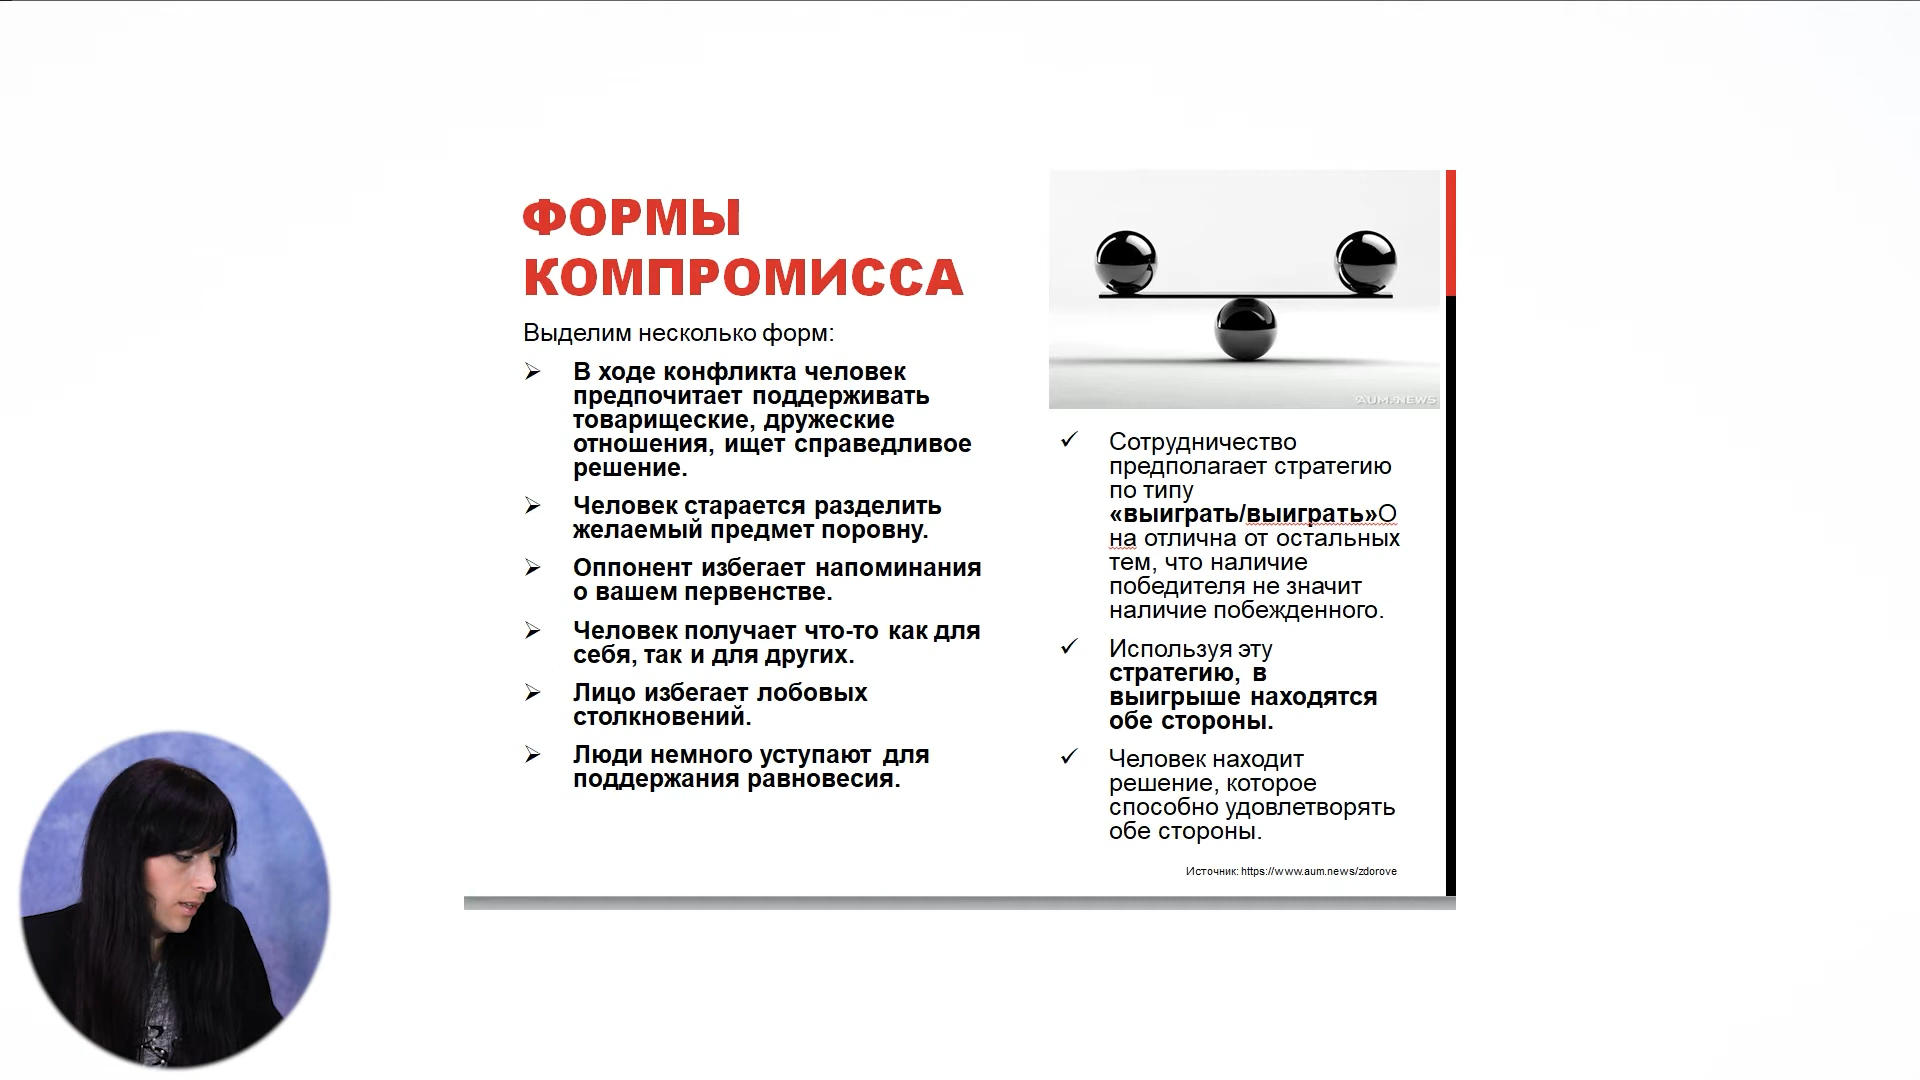 ФОРМЫ
КОМПРОМИССА
Выделим несколько форм:
В ходе конфликта человек
предпочитает поддерживать
товарищеские, дружеские
отношения, ищет справедливое
решение.
Человек старается разделить
желаемый предмет поровну.
Оппонент избегает напоминания
о вашем первенстве.
Человек получает что-то как для
себя, так и для других.
Лицо избегает лобовых
столкновений.
Люди немного уступают для
поддержания равновесия.
AUM.NEWS
Сотрудничество
предполагает стратегию
по типу
«выиграть/выиграть»О
на отлична от остальных
тем, что наличие
победителя не значит
наличие побежденного.
Используя эту
стратегию, в
выигрыше находятся
обе стороны.
Человек находит
решение, которое
способно удовлетворять
обе стороны.
Источник: https://www.aum.news/zdorove